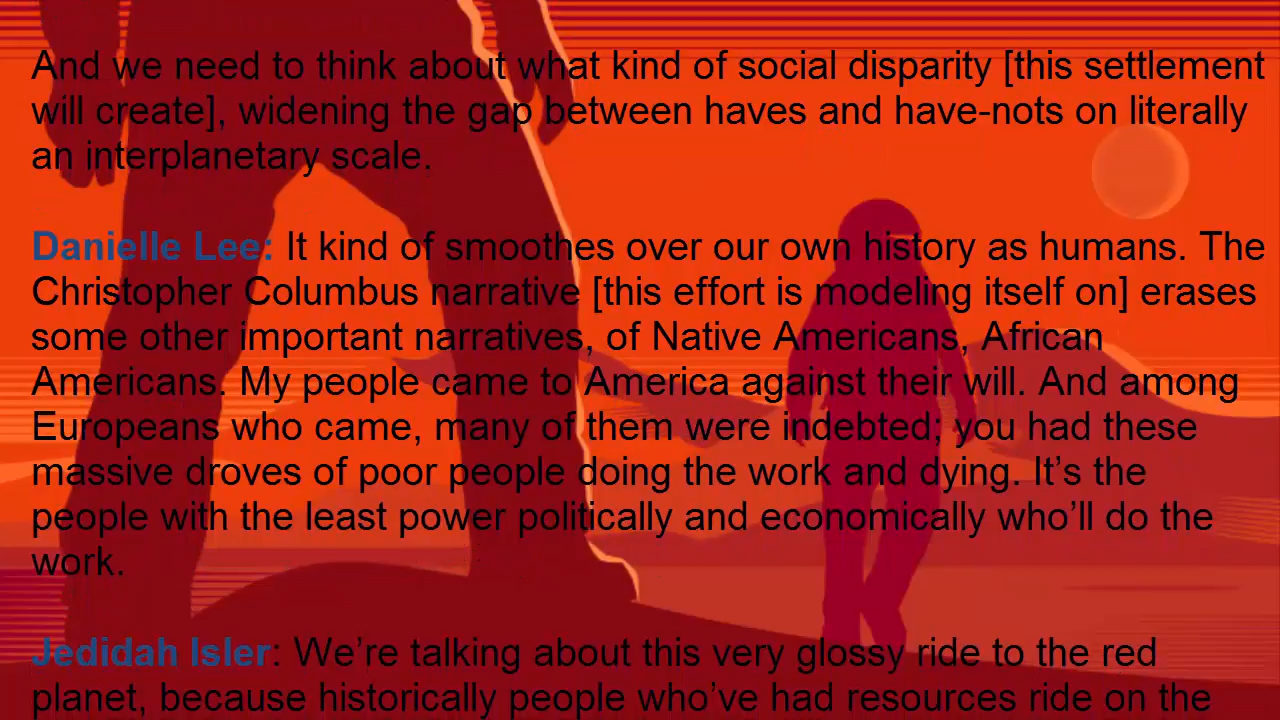 And we need to think about what kind of social disparity [this settlement
will create], widening the gap between haves and have-nots on literally
an interplanetary scale.
Danielle Lee: It kind of smoothes over our own history as humans. The
Christopher Columbus narrative [this effort is modeling itself on] erases
some other important narratives, of Native Americans, African
Americans. My people came to America against their will. And among
Europeans who came, many of them were indebted; you had these
massive droves of poor people doing the work and dying. It’s the
people with the least power politically and economically who’ll do the
work.
Jedidah Isler: We’re talking about this very glossy ride to the red
planet, because historically people who’ve had resources ride on the